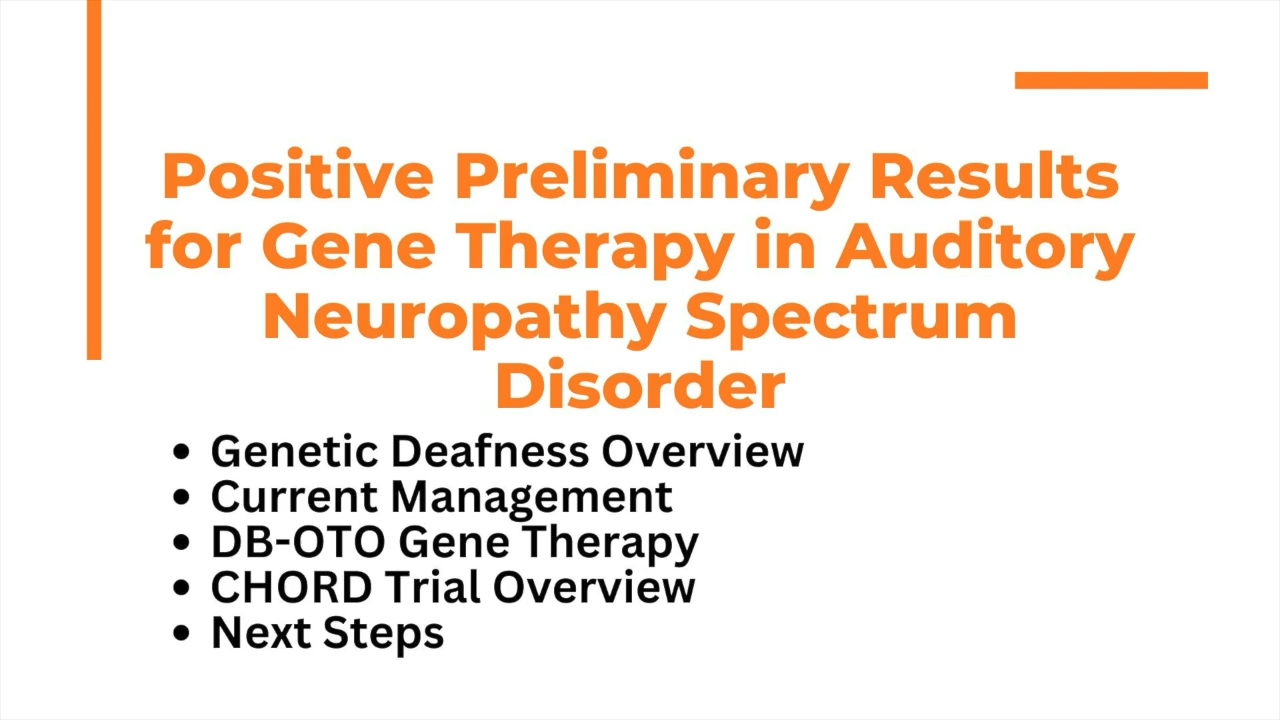 Positive Preliminary Results
for Gene Therapy in Auditory
Neuropathy Spectrum
Disorder
• Genetic Deafness Overview
• Current Management
• DB-OTO Gene Therapy
• CHORD Trial Overview
• Next Steps